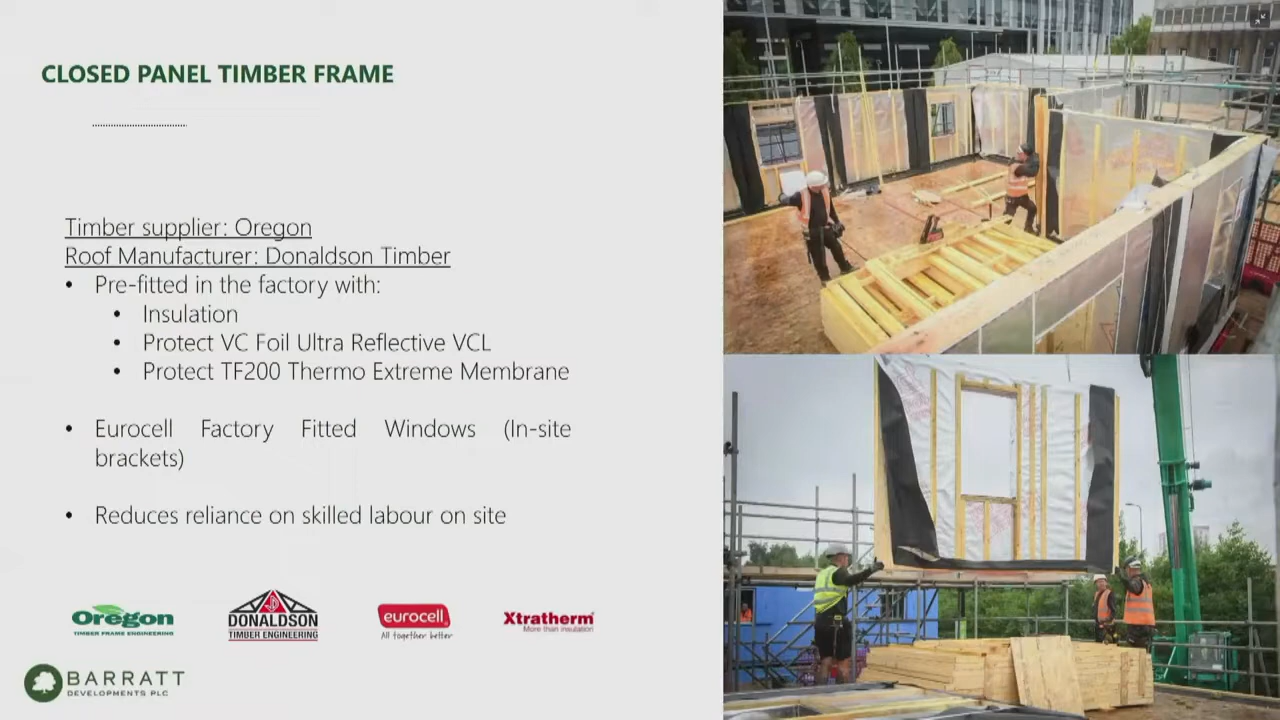 CLOSED PANEL TIMBER FRAME
Timber supplier: Oregon
Roof Manufacturer: Donaldson Timber
• Pre-fitted in the factory with:
• Insulation
• Protect VC Foil Ultra Reflective VCL
• Protect TF200 Thermo Extreme Membrane
• Eurocell Factory Fitted Windows (In-site
brackets)
• Reduces reliance on skilled labour on site
Oregon
TIMBER FRAME ENGINEERING
DONALDSON
TIMBER ENGINEERING
eurocell
All together better
Xtratherm
More than insulation
BARRATT
DEVELOPMENTS PLC